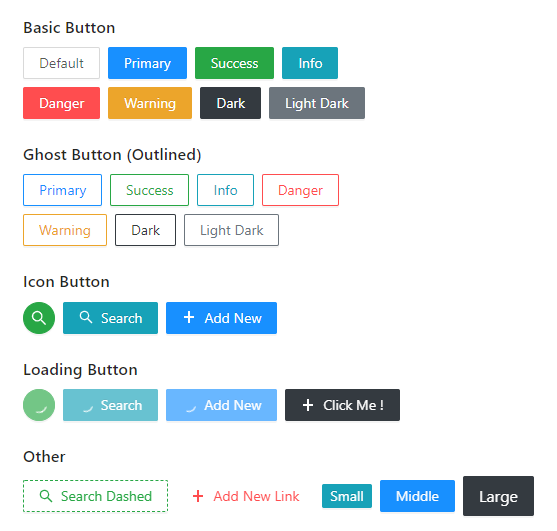 Basic Button
Default Primary Success Info
Danger Warning Dark Light Dark
Ghost Button (Outlined)
Primary Success Info Danger
Warning Dark Light Dark
Icon Button
Search Add New
Loading Button
Search Add New Click Me !
Other
Search Dashed Add New Link Small Middle Large